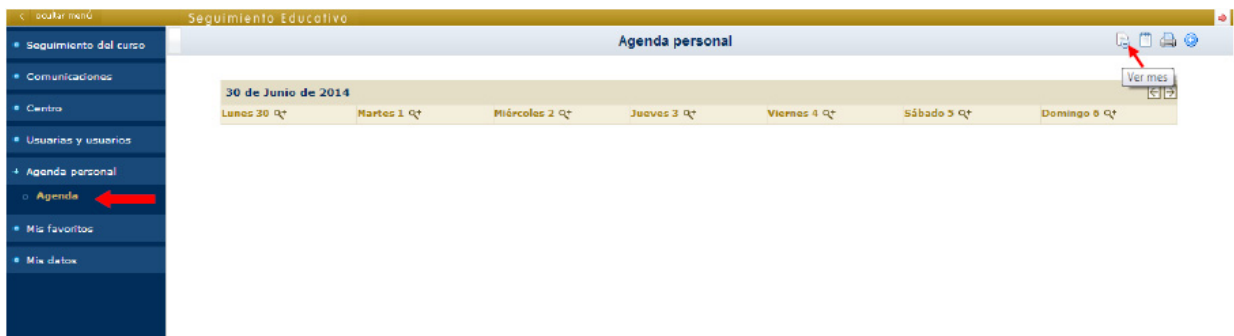 ocultar menú
Seguimiento Educativo
Seguimiento del curso
Agenda personal
Comunicaciones
Ver mes
30 de Junio de 2014
Centro
Lunes 30
Martes 1
Miércoles 2
Jueves 3
Viernes 4
Sábado 5
Domingo 6
Usuarias y usuarios
Agenda personal
Agenda
Mis favoritos
Mis datos